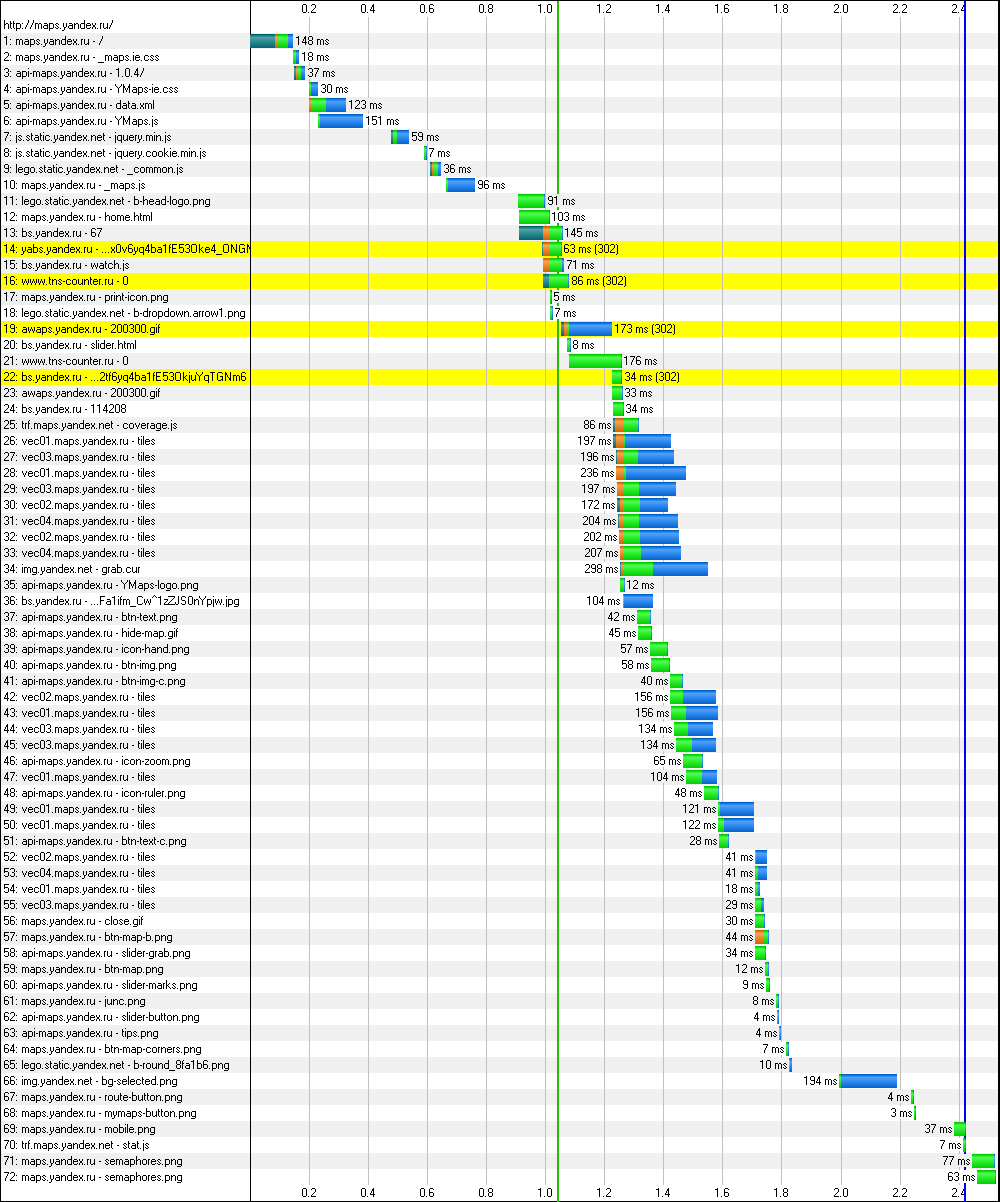 0.2 0.4 0.6 0.8 1.0 1.2 1.4 1.6 1.8 2.0 2.2 2.4
http://maps.yandex.ru/
1: maps.yandex.ru - / 148 ms
2: maps.yandex.ru - _maps.ie.css 18 ms
3: api-maps.yandex.ru - 1.0.4/ 37 ms
4: api-maps.yandex.ru - YMaps-ie.css 30 ms
5: api-maps.yandex.ru - data.xml 123 ms
6: api-maps.yandex.ru - YMaps.js 151 ms
7: js.static.yandex.net - jquery.min.js 59 ms
8: js.static.yandex.net - jquery.cookie.min.js 7 ms
9: lego.static.yandex.net - _common.js 36 ms
10: maps.yandex.ru - _maps.js 96 ms
11: lego.static.yandex.net - b-head-logo.png 91 ms
12: maps.yandex.ru - home.html 103 ms
13: bs.yandex.ru - 67 145 ms
14: yabs.yandex.ru - ...x0v6yq4ba1fE53Oke4_ONGN 63 ms (302)
15: bs.yandex.ru - watch.js 71 ms
16: www.tns-counter.ru - 0 86 ms (302)
17: maps.yandex.ru - print-icon.png 5 ms
18: lego.static.yandex.net - b-dropdown.arrow1.png 7 ms
19: awaps.yandex.ru - 200300.gif 173 ms (302)
20: bs.yandex.ru - slider.html 8 ms
21: www.tns-counter.ru - 0 176 ms
22: bs.yandex.ru - ...2tf6yq4ba1fE53OkjuYqTGNm6 34 ms (302)
23: awaps.yandex.ru - 200300.gif 33 ms
24: bs.yandex.ru - 114208 34 ms
25: trf.maps.yandex.net - coverage.js 86 ms
26: vec01.maps.yandex.ru - tiles 197 ms
27: vec03.maps.yandex.ru - tiles 196 ms
28: vec01.maps.yandex.ru - tiles 236 ms
29: vec03.maps.yandex.ru - tiles 197 ms
30: vec02.maps.yandex.ru - tiles 172 ms
31: vec04.maps.yandex.ru - tiles 204 ms
32: vec02.maps.yandex.ru - tiles 202 ms
33: vec04.maps.yandex.ru - tiles 207 ms
34: img.yandex.net - grab.cur 298 ms
35: api-maps.yandex.ru - YMaps-logo.png 12 ms
36: bs.yandex.ru - ...Fa1ifm_Cw^1zZJS0nYpjw.jpg 104 ms
37: api-maps.yandex.ru - btn-text.png 42 ms
38: api-maps.yandex.ru - hide-map.gif 45 ms
39: api-maps.yandex.ru - icon-hand.png 57 ms
40: api-maps.yandex.ru - btn-img.png 58 ms
41: api-maps.yandex.ru - btn-img-c.png 40 ms
42: vec02.maps.yandex.ru - tiles 156 ms
43: vec01.maps.yandex.ru - tiles 156 ms
44: vec03.maps.yandex.ru - tiles 134 ms
45: vec03.maps.yandex.ru - tiles 134 ms
46: api-maps.yandex.ru - icon-zoom.png 65 ms
47: vec01.maps.yandex.ru - tiles 104 ms
48: api-maps.yandex.ru - icon-ruler.png 48 ms
49: vec01.maps.yandex.ru - tiles 121 ms
50: vec01.maps.yandex.ru - tiles 122 ms
51: api-maps.yandex.ru - btn-text-c.png 28 ms
52: vec02.maps.yandex.ru - tiles 41 ms
53: vec04.maps.yandex.ru - tiles 41 ms
54: vec01.maps.yandex.ru - tiles 18 ms
55: vec03.maps.yandex.ru - tiles 29 ms
56: maps.yandex.ru - close.gif 30 ms
57: maps.yandex.ru - btn-map-b.png 44 ms
58: api-maps.yandex.ru - slider-grab.png 34 ms
59: maps.yandex.ru - btn-map.png 12 ms
60: api-maps.yandex.ru - slider-marks.png 9 ms
61: maps.yandex.ru - junc.png 8 ms
62: api-maps.yandex.ru - slider-button.png 4 ms
63: api-maps.yandex.ru - tips.png 4 ms
64: maps.yandex.ru - btn-map-corners.png 7 ms
65: lego.static.yandex.net - b-round_8fa1b6.png 10 ms
66: img.yandex.net - bg-selected.png 194 ms
67: maps.yandex.ru - route-button.png 4 ms
68: maps.yandex.ru - mymaps-button.png 3 ms
69: maps.yandex.ru - mobile.png 37 ms
70: trf.maps.yandex.net - stat.js 7 ms
71: maps.yandex.ru - semaphores.png 77 ms
72: maps.yandex.ru - semaphores.png 63 ms
0.2 0.4 0.6 0.8 1.0 1.2 1.4 1.6 1.8 2.0 2.2 2.4